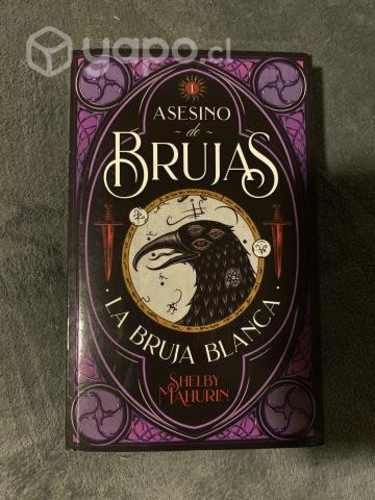 yapo.cl
1
ASESINO
de
BRUJAS
LA BRUJA BLANCA
SHELBY
MAHURIN